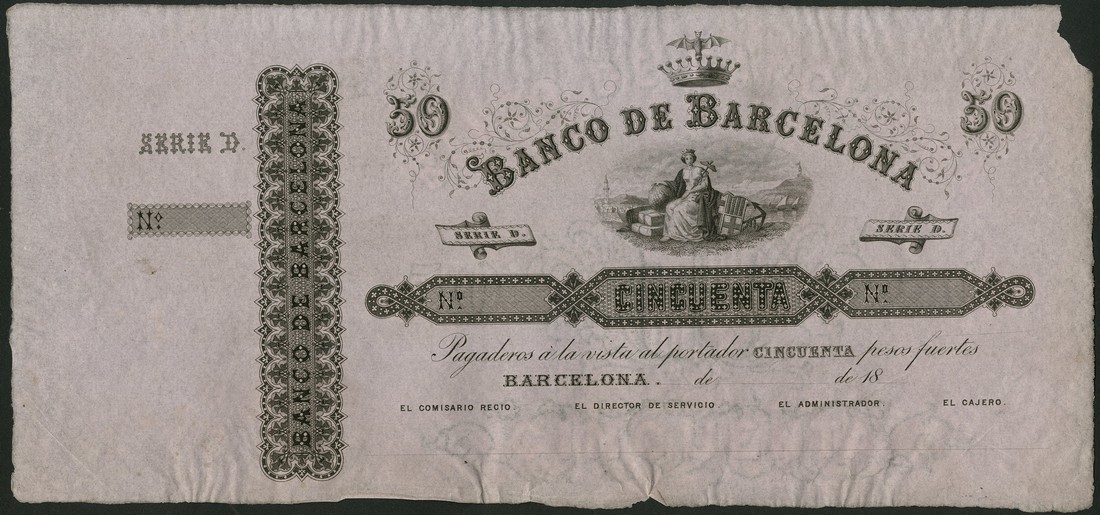 SERIE D.
Nº
BANCO DE BARCELONA
50
50
BANCO DE BARCELONA
SERIE D.
SERIE D.
Nº
CINCUENTA
Nº
Pagaderos à la vista al portador CINCUENTA pesos fuertes
BARCELONA. de de 18
EL COMISARIO REGIO
EL DIRECTOR DE SERVICIO.
EL ADMINISTRADOR.
EL CAJERO.